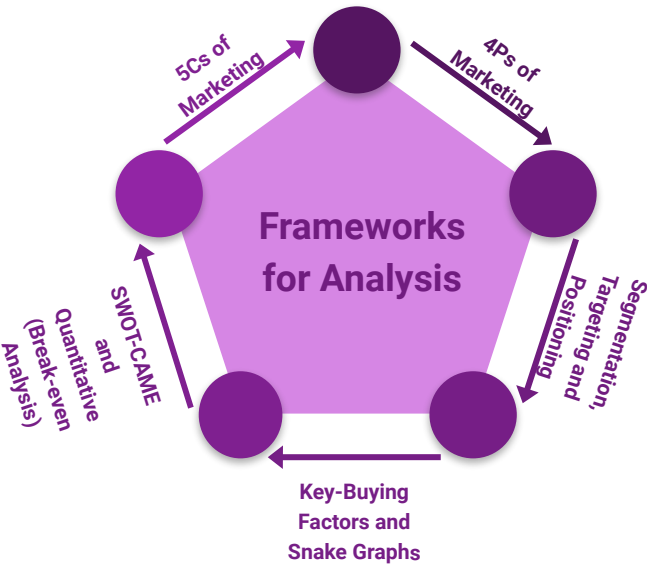 5Cs of
Marketing
4Ps of
Marketing
Frameworks
for Analysis
Segmentation,
Targeting and
Positioning
Key-Buying
Factors and
Snake Graphs
SWOT-CAME
and
Quantitative
(Break-even
Analysis)